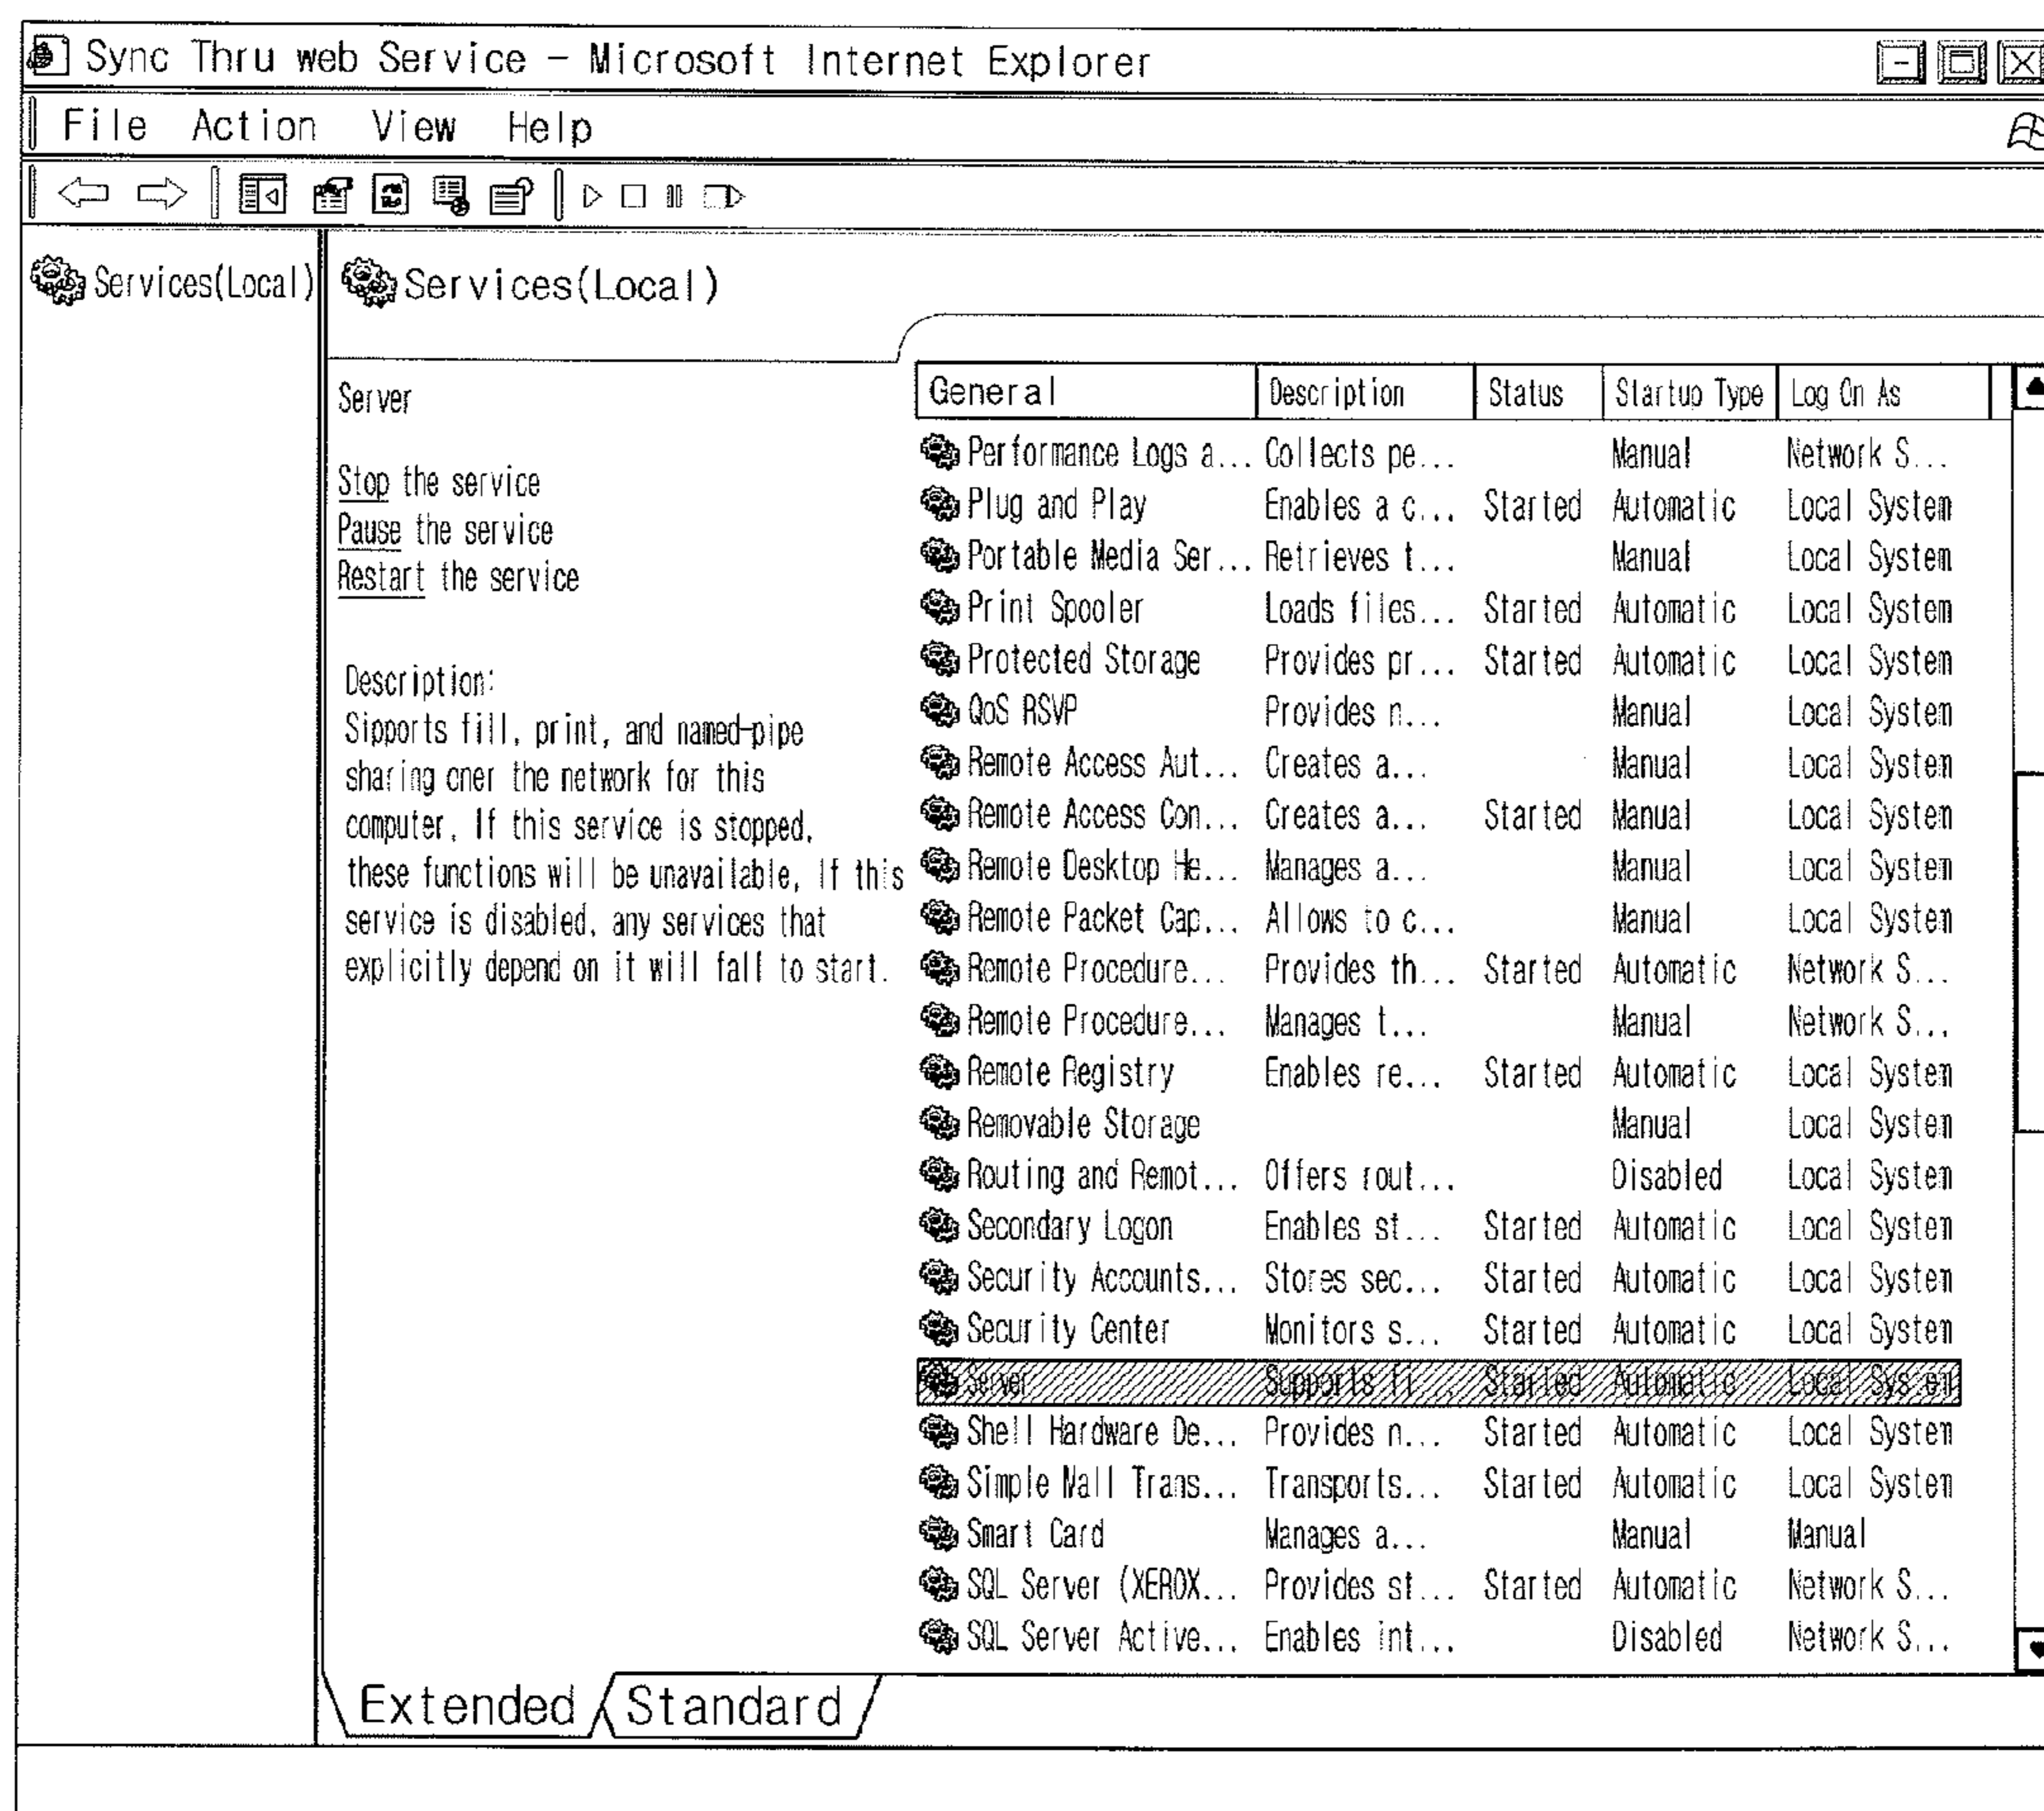 Sync Thru web Service - Microsoft Internet Explorer
File Action View Help
Services(Local) Services(Local)
Server
Stop the service
Pause the service
Restart the service
Description:
Sipports fill, print, and named-pipe
sharing oner the network for this
computer, If this service is stopped,
these functions will be unavailable, If this
service is disabled, any services that
explicitly depend on it will fall to start.
General Description Status Startup Type Log On As
Performance Logs a... Collects pe... Manual Network S...
Plug and Play Enables a c... Started Automatic Local System
Portable Media Ser... Retrieves t... Manual Local System
Print Spooler Loads files... Started Automatic Local System
Protected Storage Provides pr... Started Automatic Local System
QoS RSVP Provides n... Manual Local System
Remote Access Aut... Creates a... Manual Local System
Remote Access Con... Creates a... Started Manual Local System
Remote Desktop He... Manages a... Manual Local System
Remote Packet Cap... Allows to c... Manual Local System
Remote Procedure... Provides th... Started Automatic Network S...
Remote Procedure... Manages t... Manual Network S...
Remote Registry Enables re... Started Automatic Local System
Removable Storage Manual Local System
Routing and Remot... Offers rout... Disabled Local System
Secondary Logon Enables st... Started Automatic Local System
Security Accounts... Stores sec... Started Automatic Local System
Security Center Monitors s... Started Automatic Local System
Server Supports fi... Started Automatic Local System
Shell Hardware De... Provides n... Started Automatic Local System
Simple Mall Trans... Transports... Started Automatic Local System
Smart Card Manages a... Manual Manual
SQL Server (XEROX... Provides st... Started Automatic Network S...
SQL Server Active... Enables int... Disabled Network S...
Extended Standard